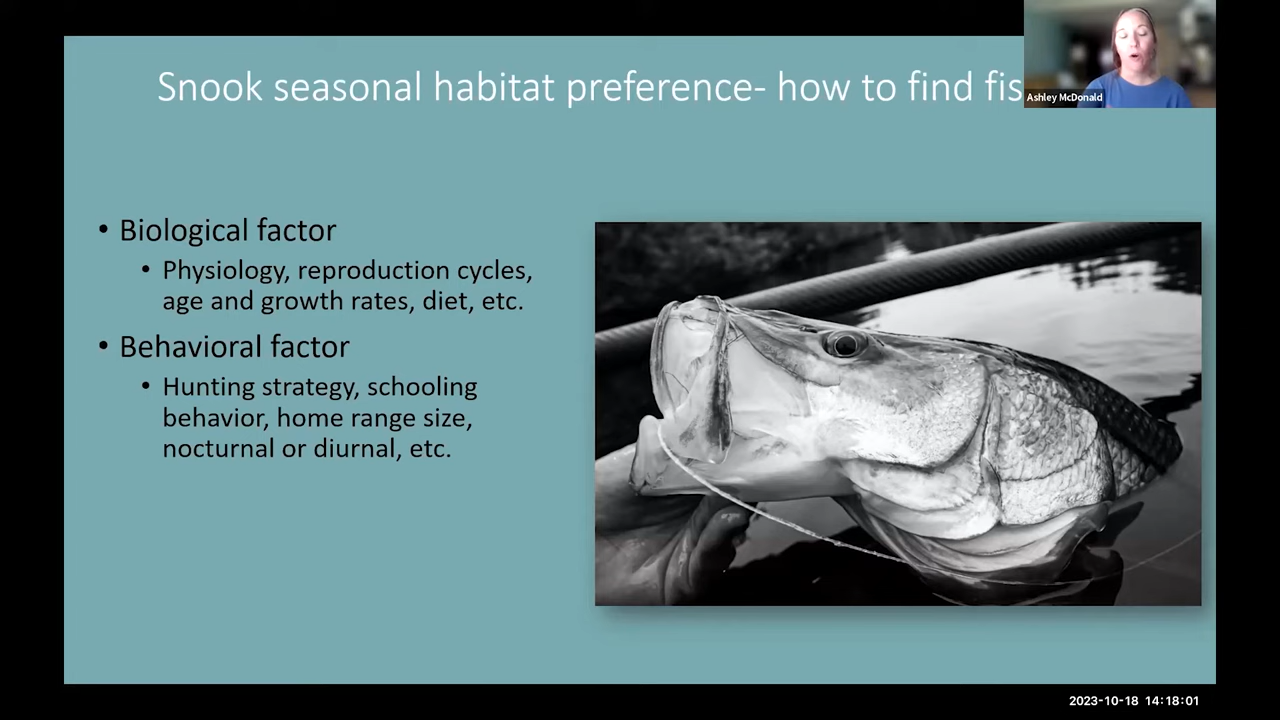 Snook seasonal habitat preference- how to find fis
Ashley McDonald
• Biological factor
• Physiology, reproduction cycles,
age and growth rates, diet, etc.
• Behavioral factor
• Hunting strategy, schooling
behavior, home range size,
nocturnal or diurnal, etc.
2023-10-18 14:18:01